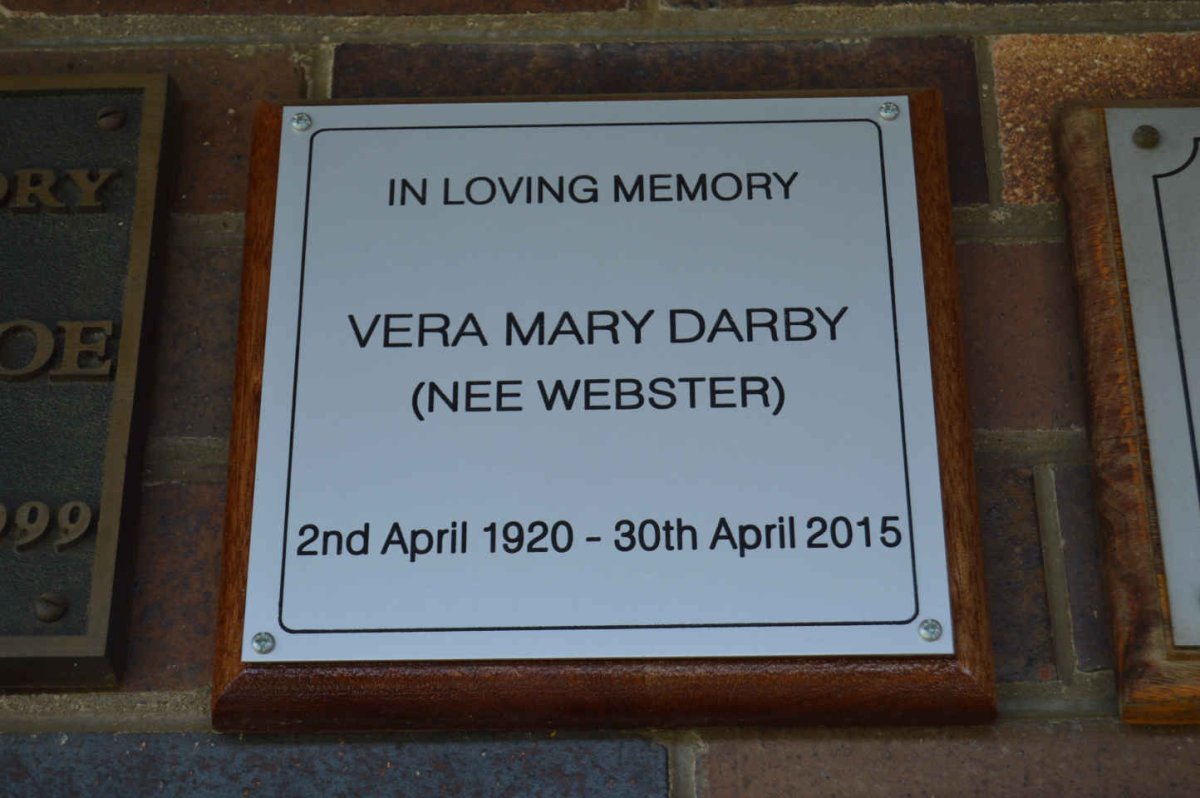 IN LOVING MEMORY
VERA MARY DARBY
(NEE WEBSTER)
2nd April 1920 - 30th April 2015